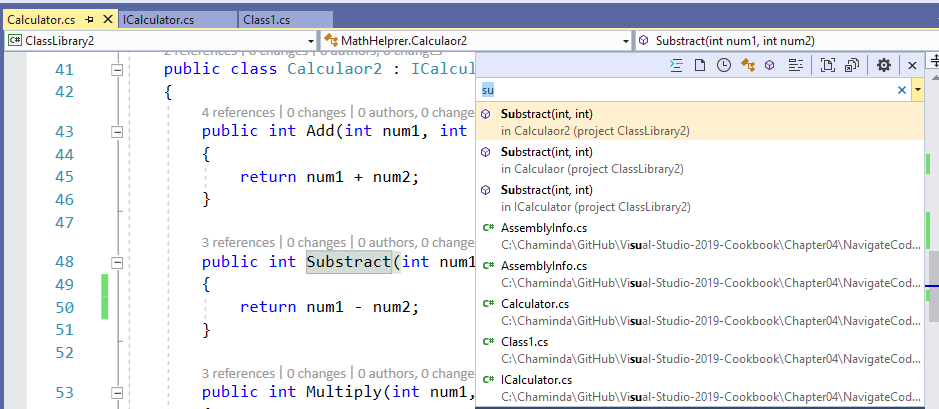 Calculator.cs
ICalculator.cs
Class1.cs
ClassLibrary2
MathHelprer.Calculaor2
Substract(int num1, int num2)
2 references | 0 changes | 0 authors, 0 changes
41 public class Calculaor2 : ICalcul
42 {
4 references | 0 changes | 0 authors, 0 change
43 public int Add(int num1, int
44 {
45 return num1 + num2;
46 }
47
3 references | 0 changes | 0 authors, 0 change
48 public int Substract(int num1
49 {
50 return num1 - num2;
51 }
52
3 references | 0 changes | 0 authors, 0 change
53 public int Multiply(int num1,
su
Substract(int, int)
in Calculaor2 (project ClassLibrary2)
Substract(int, int)
in Calculaor (project ClassLibrary2)
Substract(int, int)
in ICalculator (project ClassLibrary2)
C# AssemblyInfo.cs
C:\Chaminda\GitHub\Visual-Studio-2019-Cookbook\Chapter04\NavigateCod...
C# AssemblyInfo.cs
C:\Chaminda\GitHub\Visual-Studio-2019-Cookbook\Chapter04\NavigateCod...
C# Calculator.cs
C:\Chaminda\GitHub\Visual-Studio-2019-Cookbook\Chapter04\NavigateCod...
C# Class1.cs
C:\Chaminda\GitHub\Visual-Studio-2019-Cookbook\Chapter04\NavigateCod...
C# ICalculator.cs
C:\Chaminda\GitHub\Visual-Studio-2019-Cookbook\Chapter04\NavigateCod...